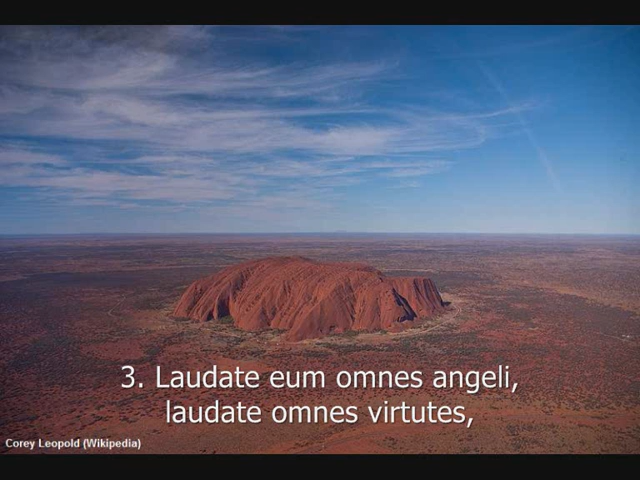 3. Laudate eum omnes angeli,
laudate omnes virtutes,
Corey Leopold (Wikipedia)